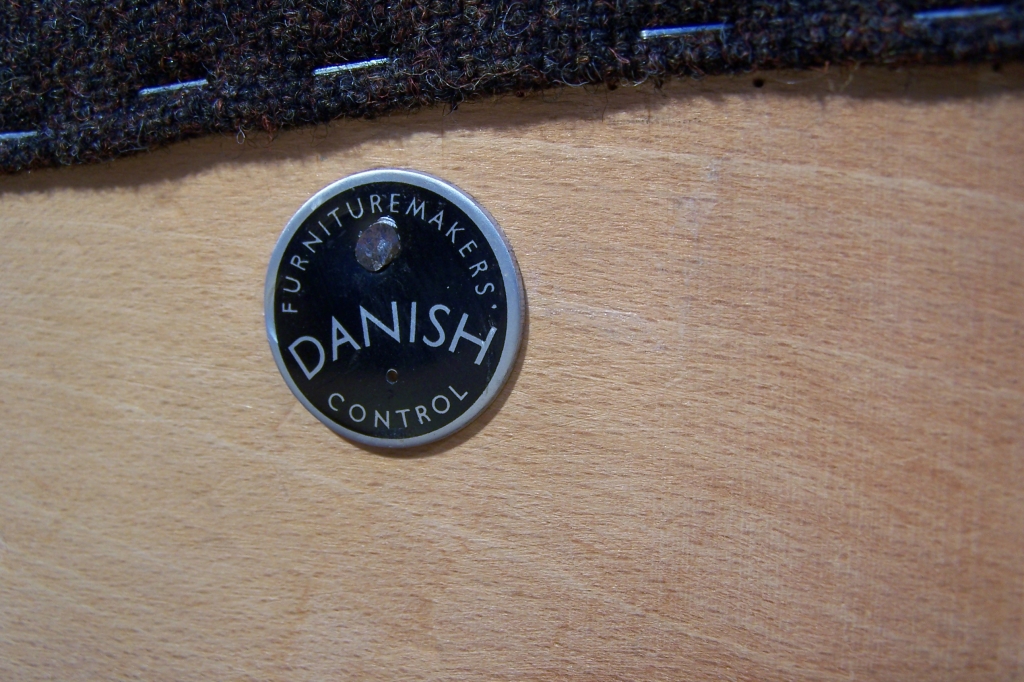 FURNITUREMAKERS'
DANISH
CONTROL